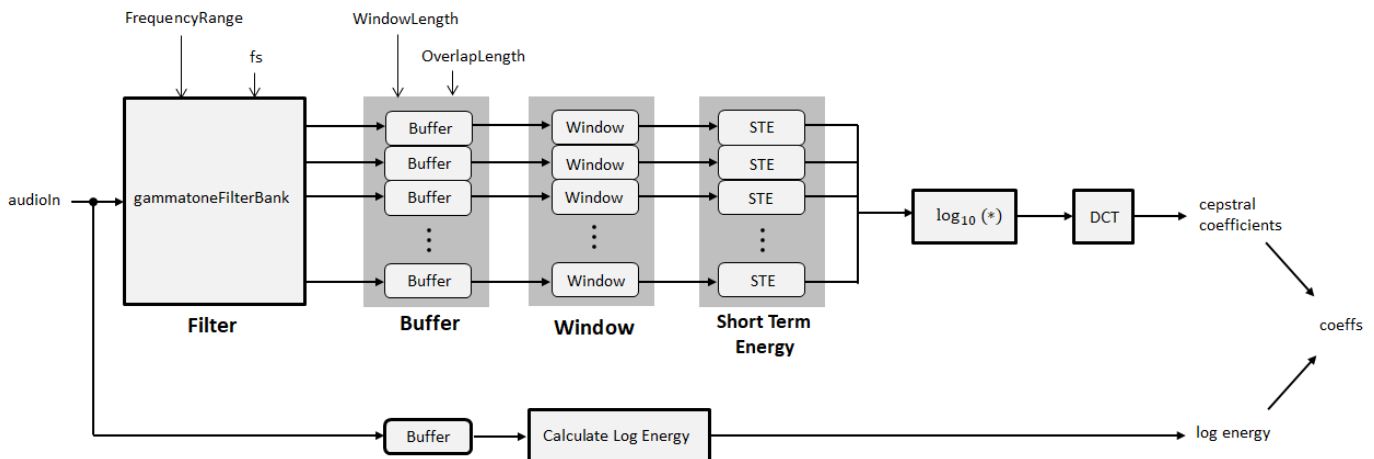 FrequencyRange
WindowLength
fs
OverlapLength
Buffer
Window
STE
Buffer
Window
STE
audioIn
gammatoneFilterBank
Buffer
Window
STE
log₁₀ (*)
DCT
cepstral
coefficients
Buffer
Window
STE
Filter
Buffer
Window
Short Term
Energy
coeffs
Buffer
Calculate Log Energy
log energy